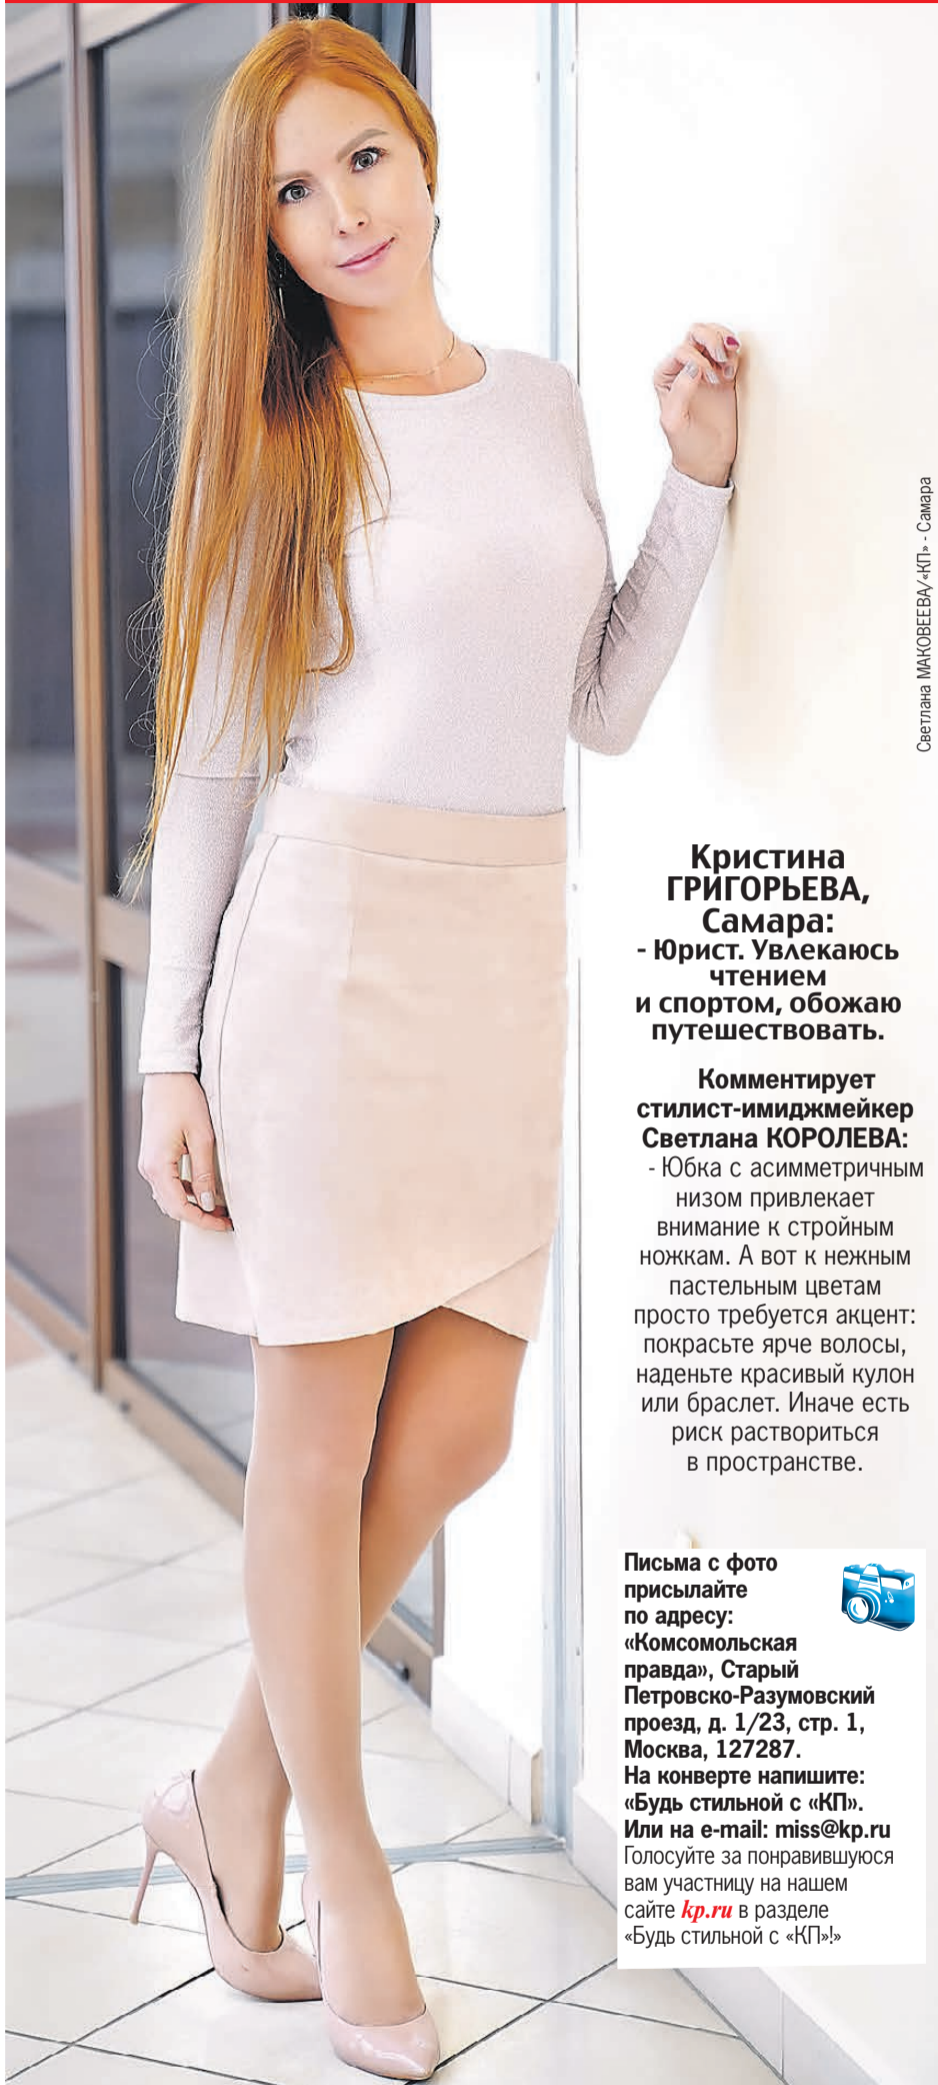 Светлана МАКОВЕЕВА/«КП» - Самара
Кристина
ГРИГОРЬЕВА,
Самара:
- Юрист. Увлекаюсь
чтением
и спортом, обожаю
путешествовать.
Комментирует
стилист-имиджмейкер
Светлана КОРОЛЕВА:
- Юбка с асимметричным
низом привлекает
внимание к стройным
ножкам. А вот к нежным
пастельным цветам
просто требуется акцент:
покрасьте ярче волосы,
наденьте красивый кулон
или браслет. Иначе есть
риск раствориться
в пространстве.
Письма с фото
присылайте
по адресу:
«Комсомольская
правда», Старый
Петровско-Разумовский
проезд, д. 1/23, стр. 1,
Москва, 127287.
На конверте напишите:
«Будь стильной с «КП».
Или на e-mail: miss@kp.ru
Голосуйте за понравившуюся
вам участницу на нашем
сайте kp.ru в разделе
«Будь стильной с «КП»!»